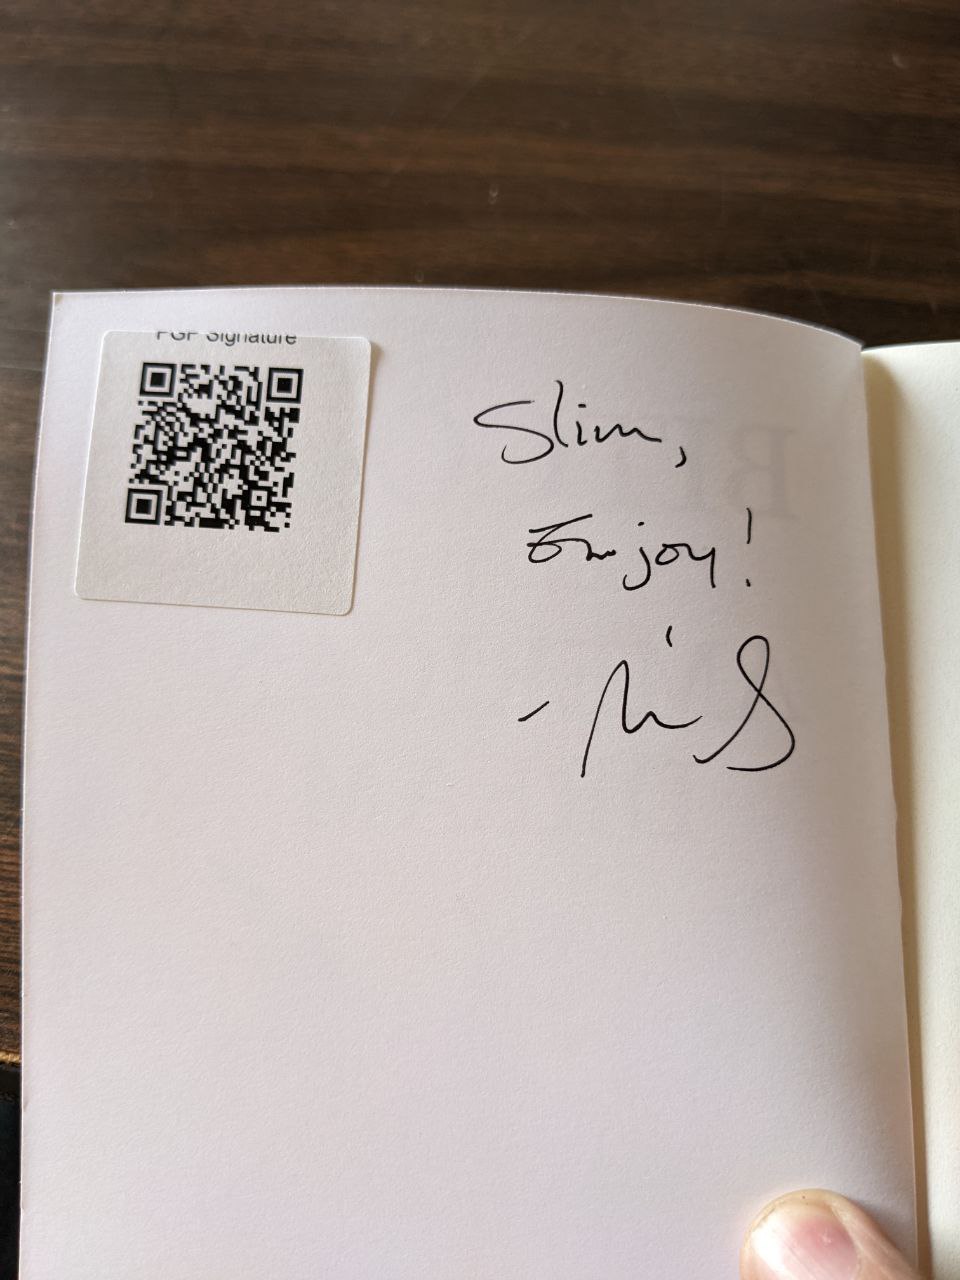 PGP Signature
Slim,
Enjoy!